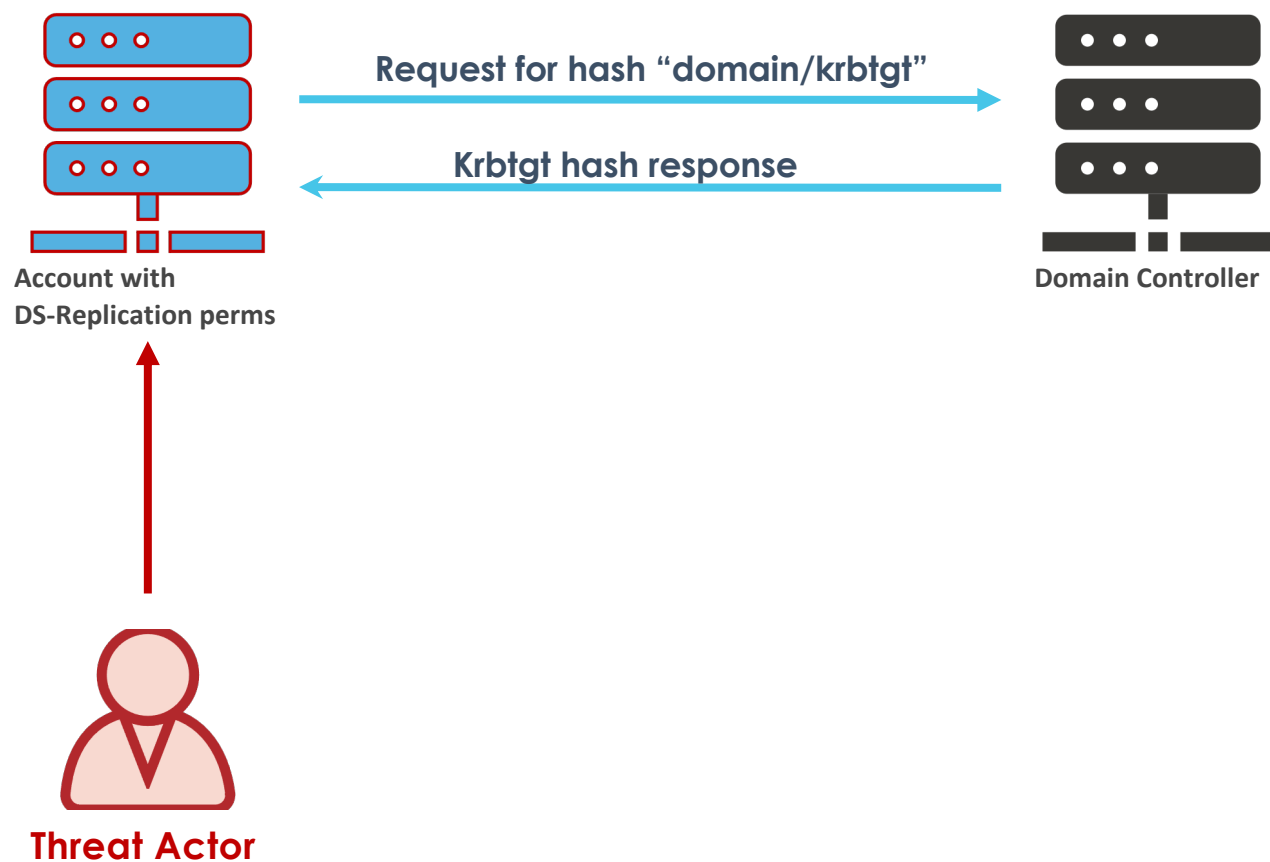 Request for hash “domain/krbtgt”
Krbtgt hash response
Account with
DS-Replication perms
Domain Controller
Threat Actor